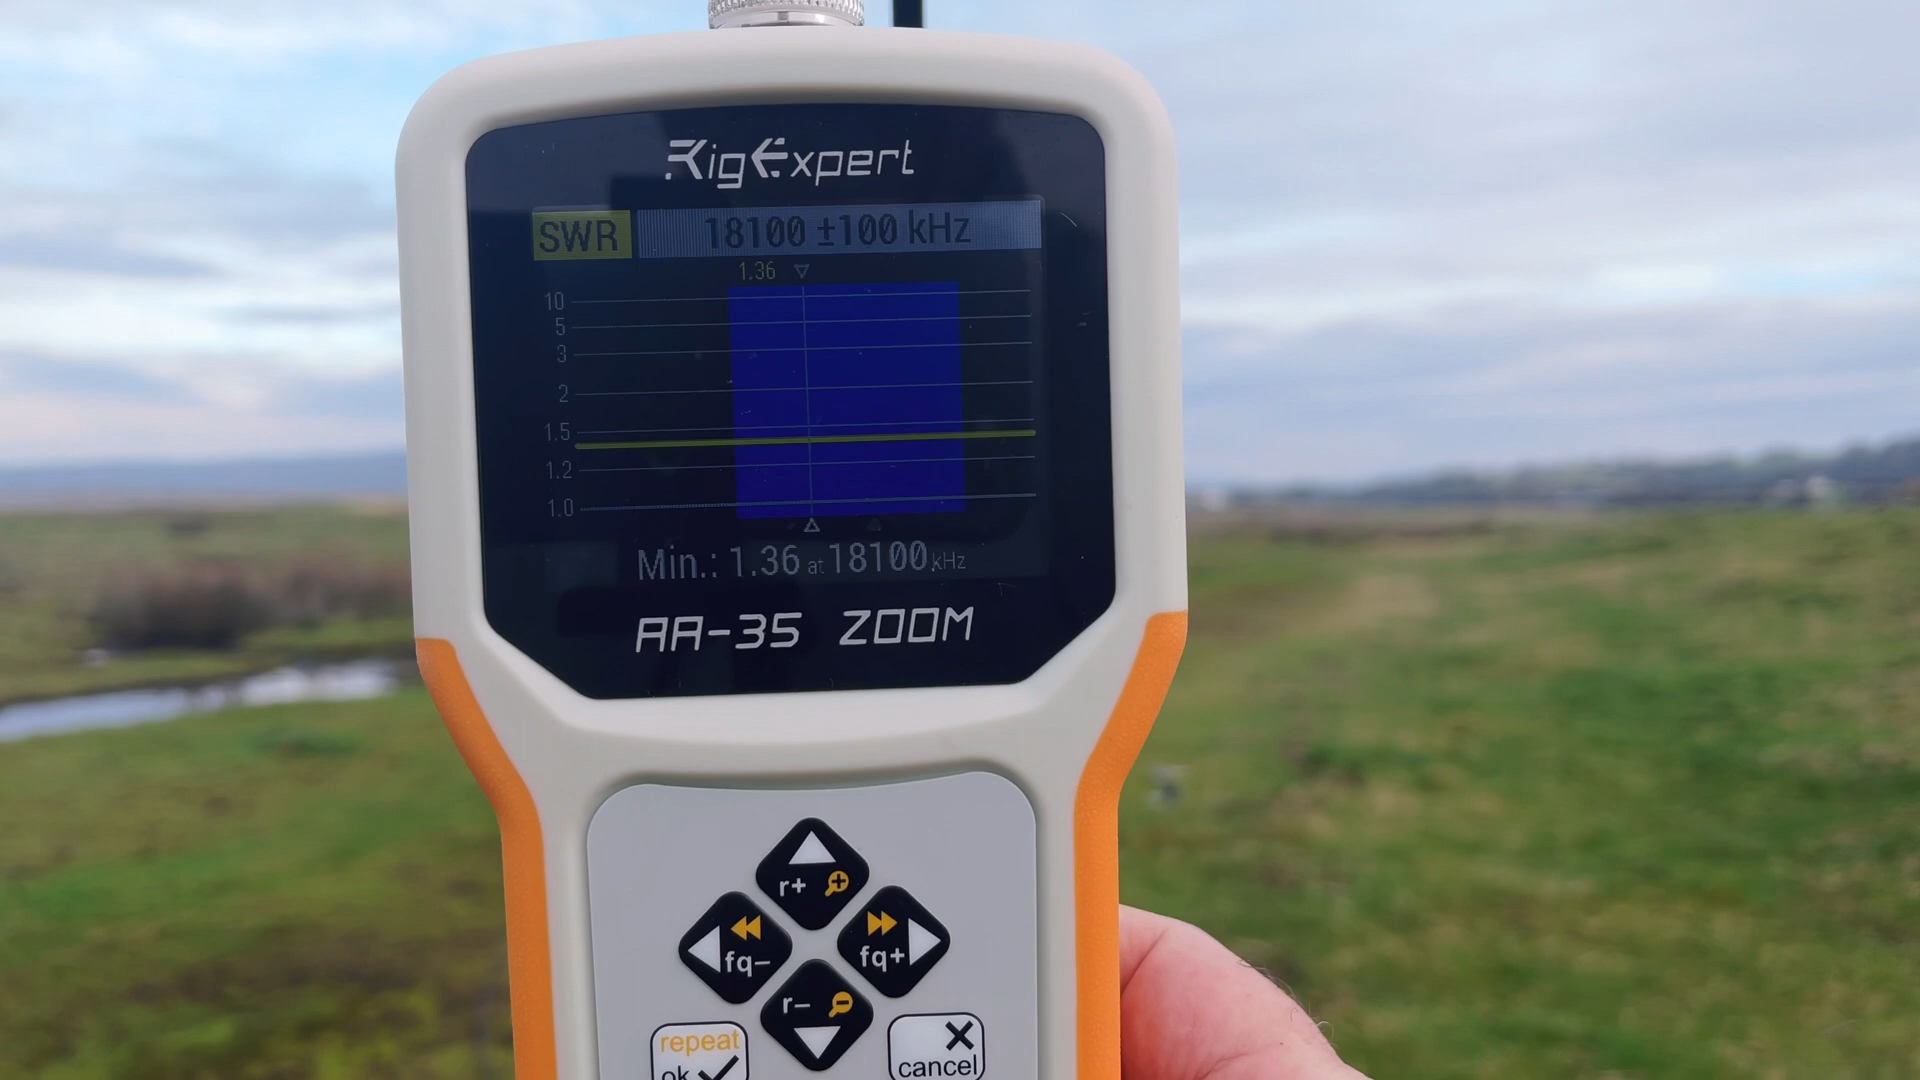 RigExpert
SWR 18100 ±100 kHz
1.36
10
5
3
2
1.5
1.2
1.0
Min.: 1.36 at 18100 kHz
AA-35 ZOOM
r+
fq-
fq+
r-
repeat
ok
cancel